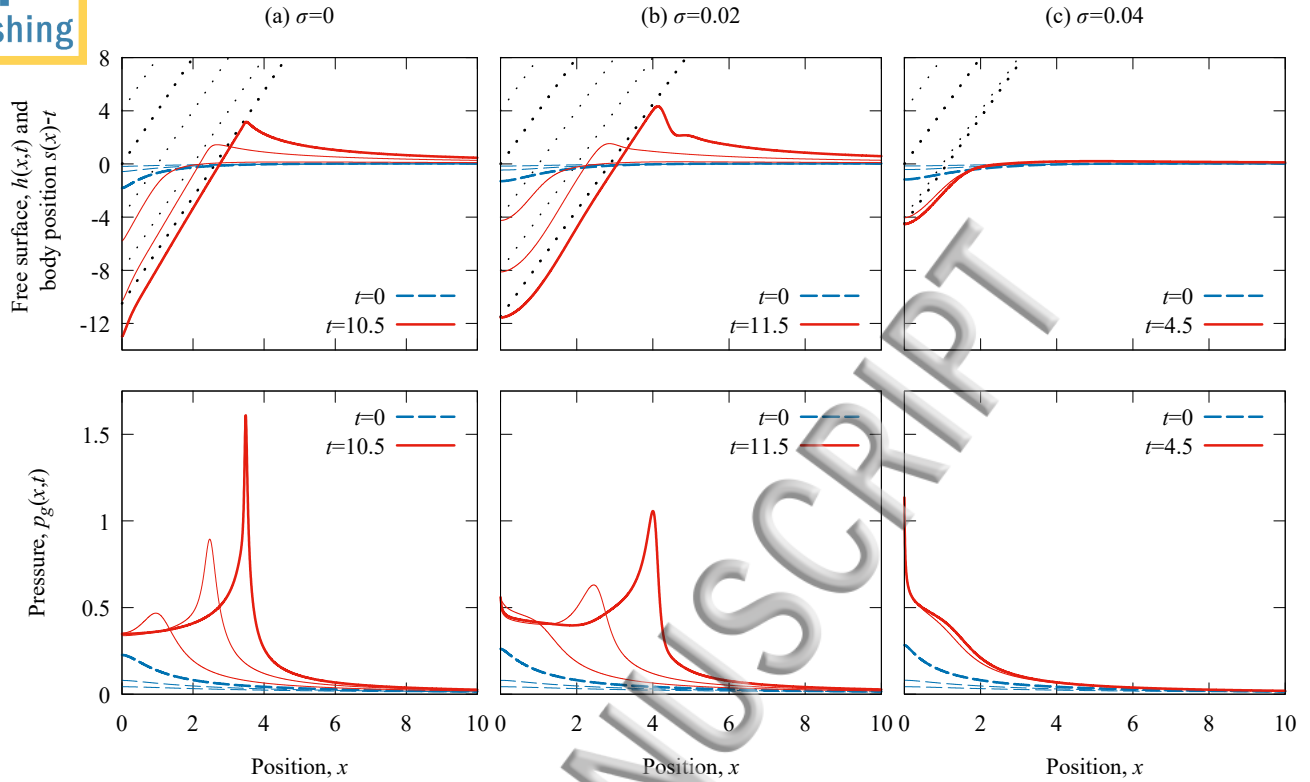 shing
(a) σ=0
(b) σ=0.02
(c) σ=0.04
Free surface, h(x,t) and
body position s(x)-t
8
4
0
-4
-8
-12
t=0
t=10.5
t=0
t=11.5
t=0
t=4.5
Pressure, p_g(x,t)
1.5
1
0.5
0
t=0
t=10.5
t=0
t=11.5
t=0
t=4.5
0 2 4 6 8 10
2 4 6 8 10
0 2 4 6 8 10
Position, x
Position, x
Position, x
NUSCRIPT